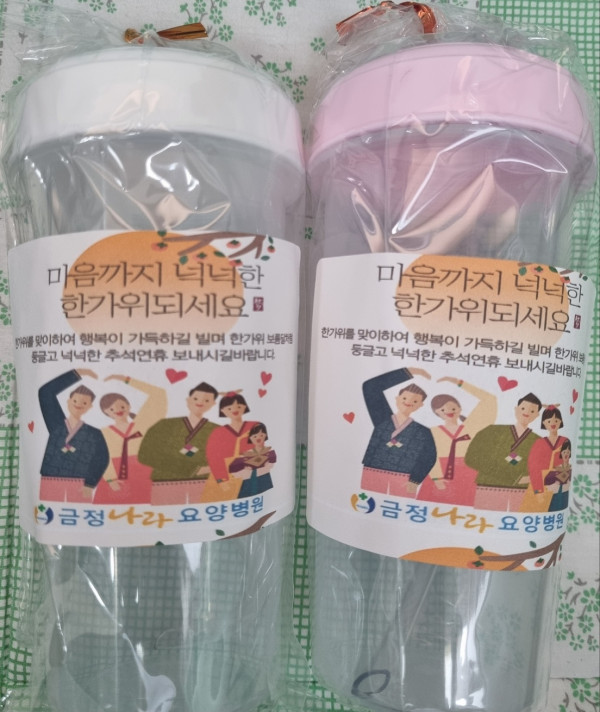 마음까지 넉넉한
한가위되세요
한가위를 맞이하여 행복이 가득하길 빌며 한가위 보름달처럼
둥글고 넉넉한 추석연휴 보내시길바랍니다
금정나라요양병원
마음까지 넉넉한
한가위되세요
한가위를 맞이하여 행복이 가득하길 빌며 한가위
둥글고 넉넉한 추석연휴 보내시길바랍니다.
금정나라요양병원